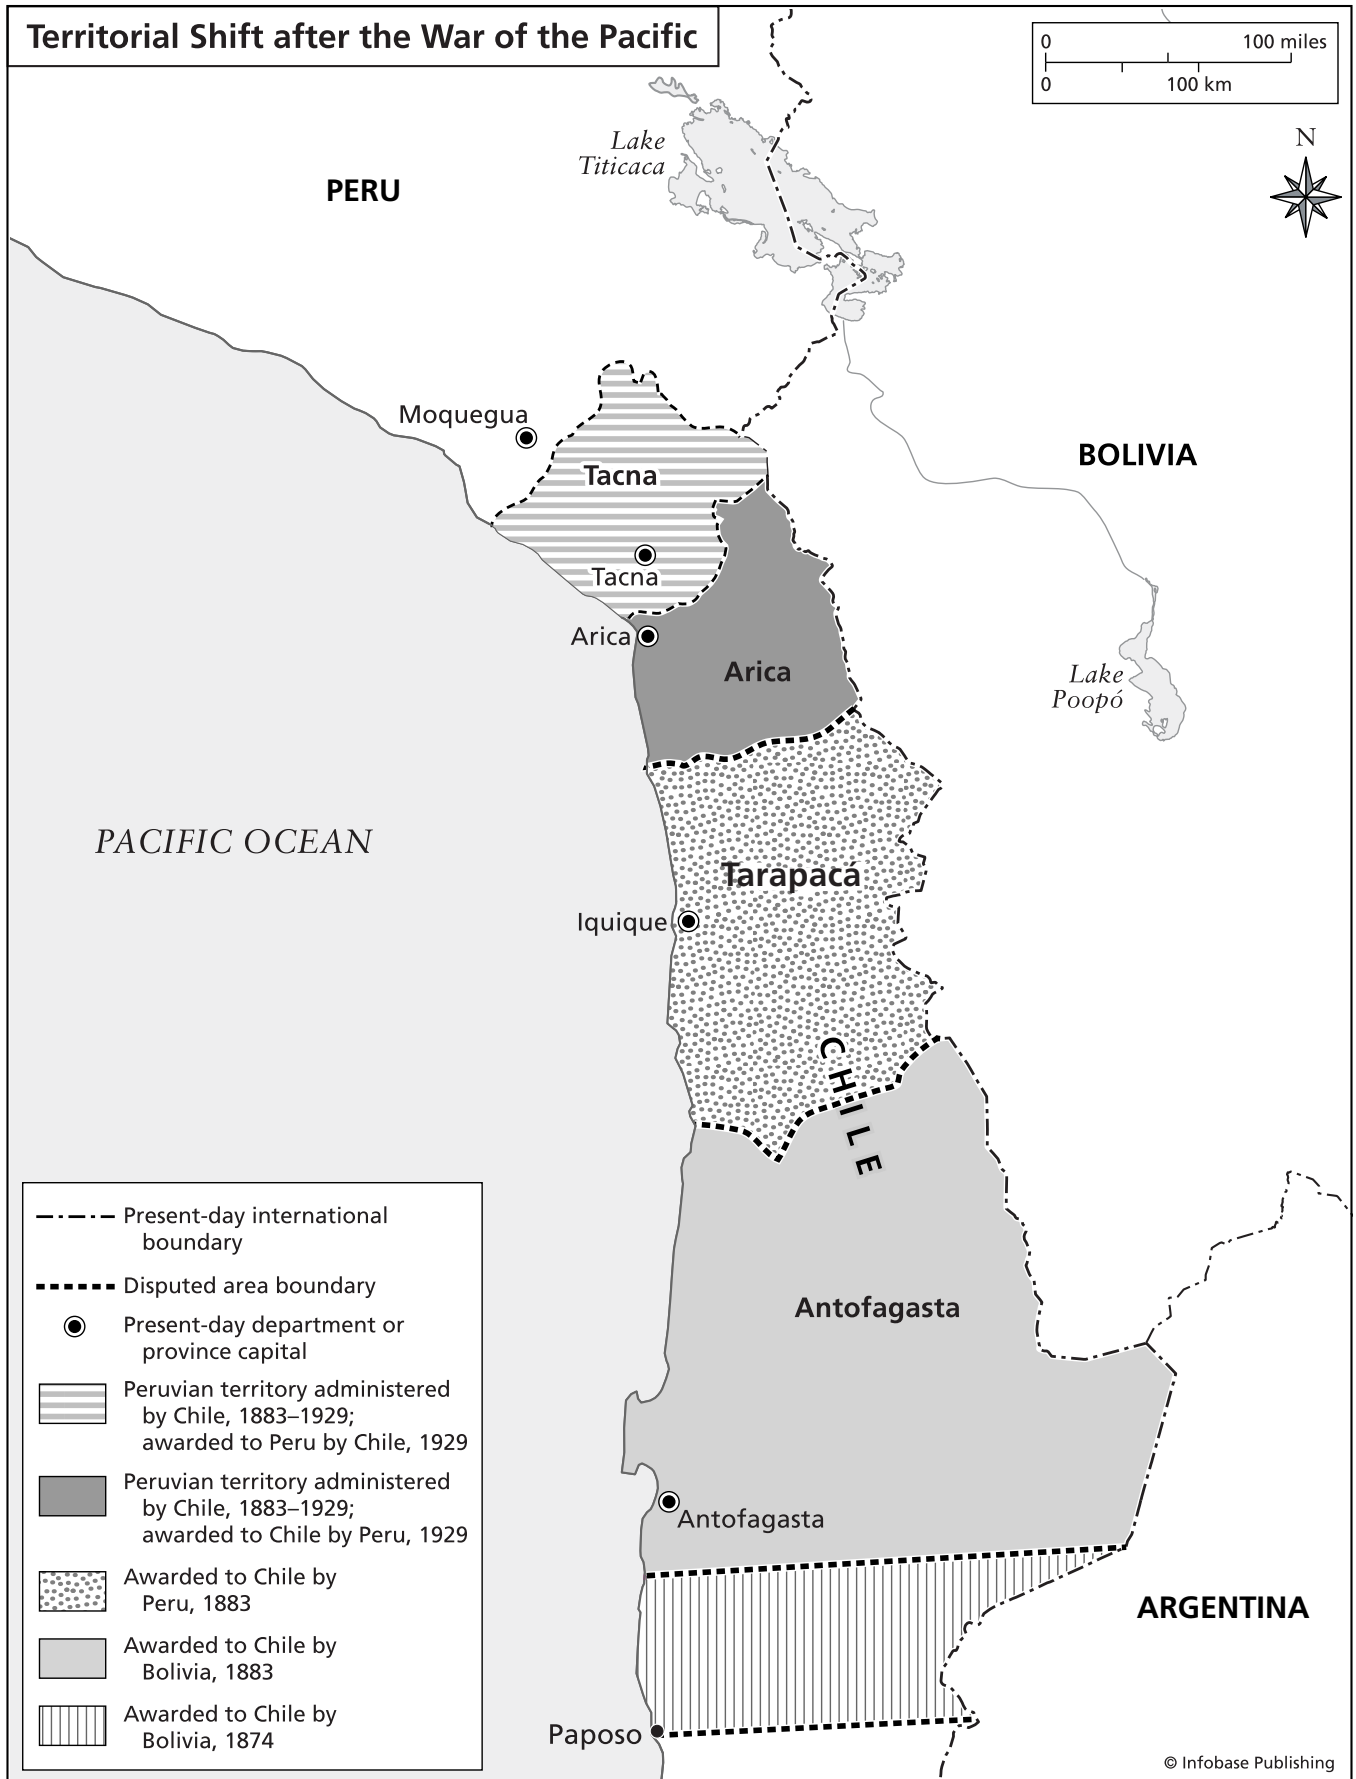 Territorial Shift after the War of the Pacific
0 100 miles
0 100 km
N
Lake
Titicaca
PERU
Moquegua
BOLIVIA
Tacna
Tacna
Arica
Arica
Lake
Poopó
PACIFIC OCEAN
Tarapacá
Iquique
CHILE
Antofagasta
Antofagasta
ARGENTINA
Paposo
Present-day international
boundary
Disputed area boundary
Present-day department or
province capital
Peruvian territory administered
by Chile, 1883–1929;
awarded to Peru by Chile, 1929
Peruvian territory administered
by Chile, 1883–1929;
awarded to Chile by Peru, 1929
Awarded to Chile by
Peru, 1883
Awarded to Chile by
Bolivia, 1883
Awarded to Chile by
Bolivia, 1874
© Infobase Publishing